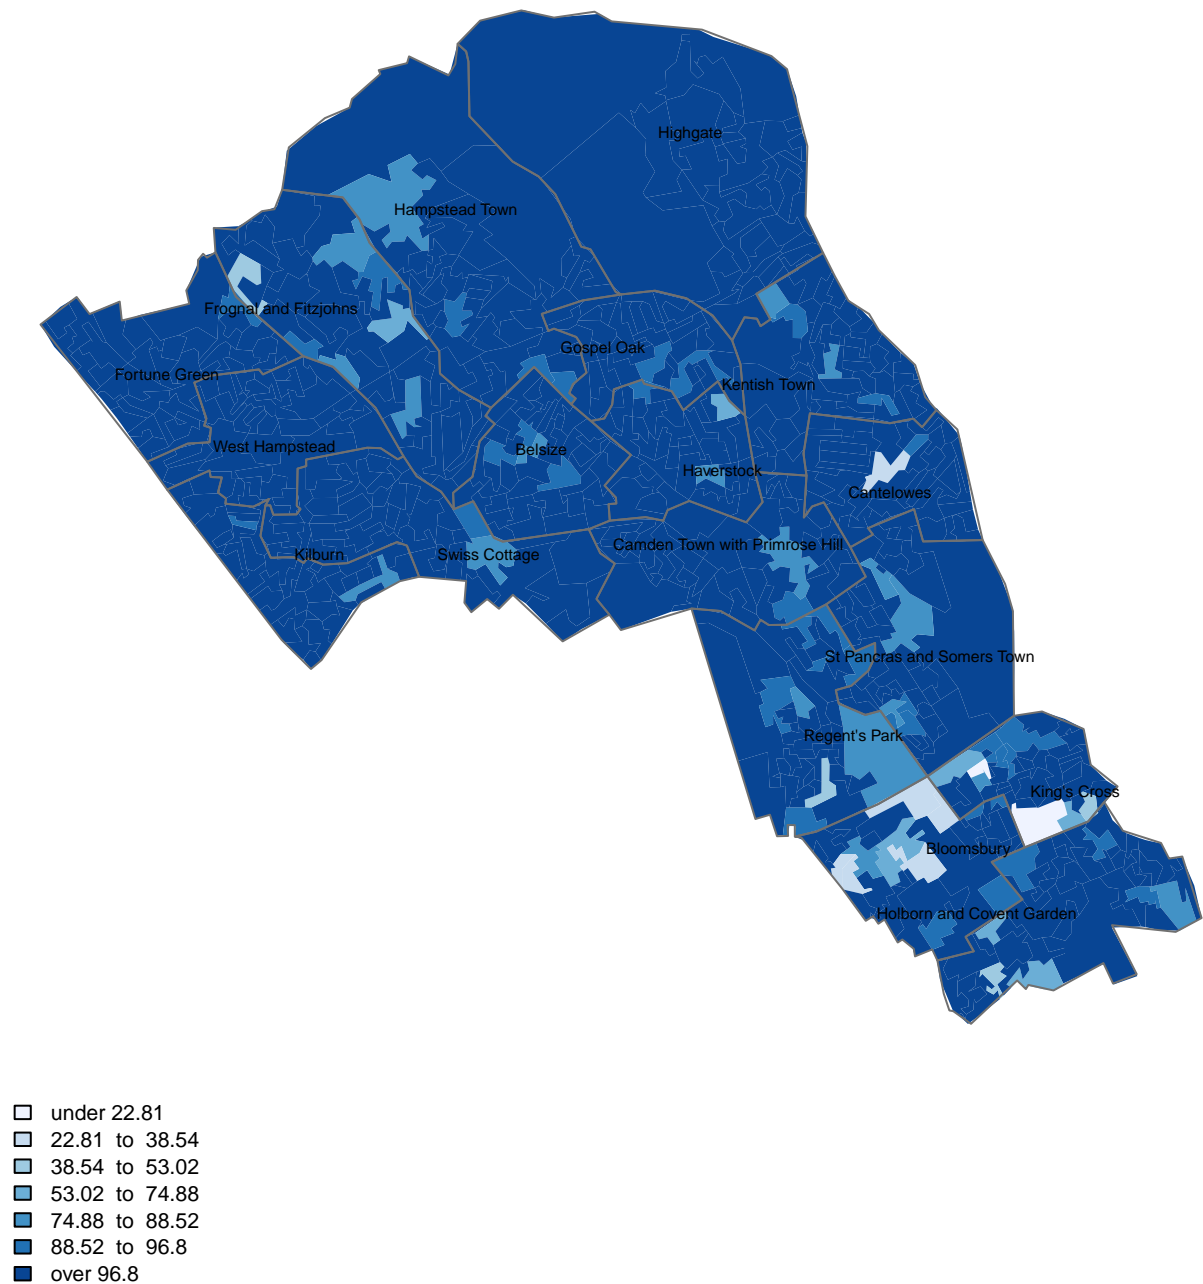 Highgate
Hampstead Town
Frognal and Fitzjohns
Gospel Oak
Fortune Green
Kentish Town
West Hampstead
Belsize
Haverstock
Cantelowes
Kilburn
Swiss Cottage
Camden Town with Primrose Hill
St Pancras and Somers Town
Regent's Park
King's Cross
Bloomsbury
Holborn and Covent Garden
under 22.81
22.81 to 38.54
38.54 to 53.02
53.02 to 74.88
74.88 to 88.52
88.52 to 96.8
over 96.8